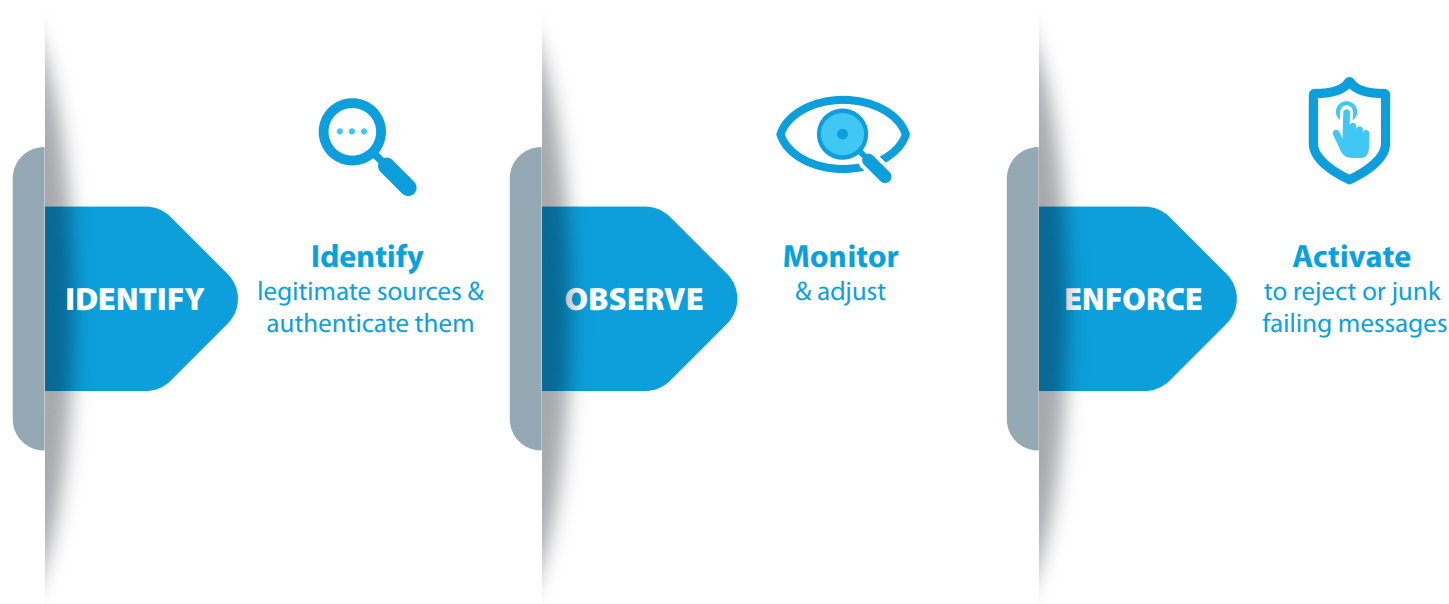 IDENTIFY
Identify
legitimate sources &
authenticate them
OBSERVE
Monitor
& adjust
ENFORCE
Activate
to reject or junk
failing messages